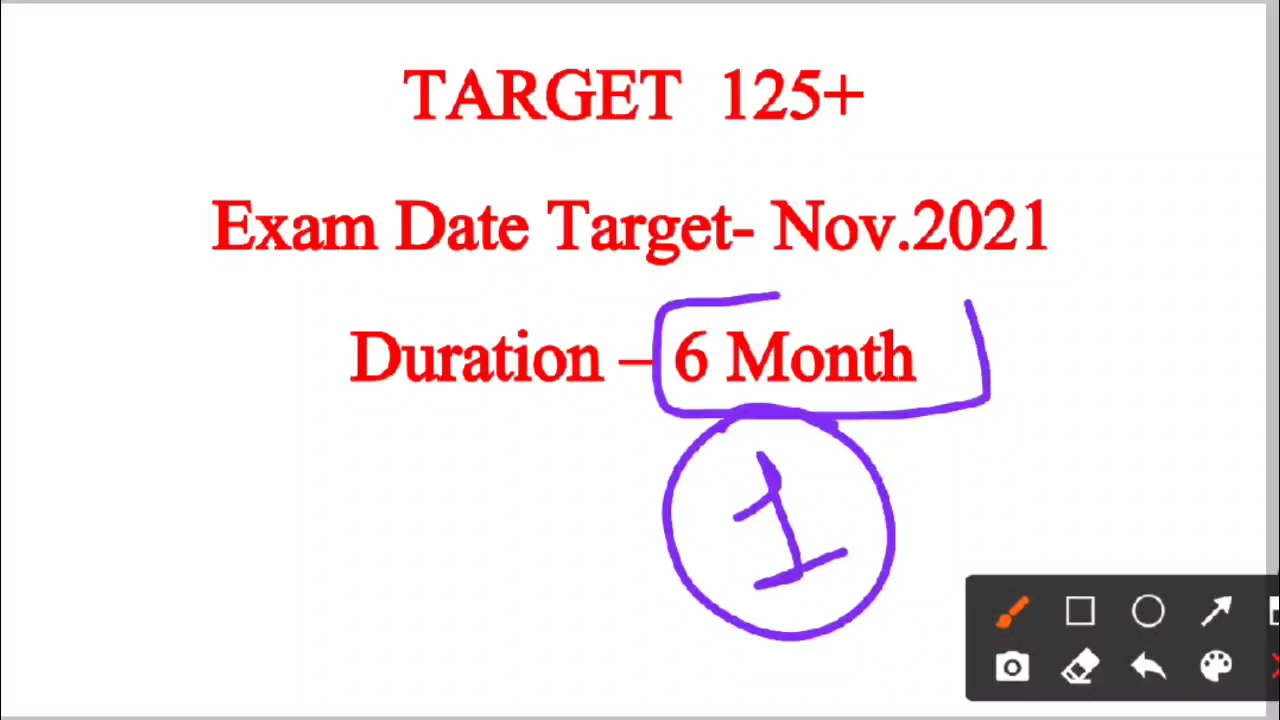 TARGET 125+
Exam Date Target- Nov.2021
Duration – 6 Month
1